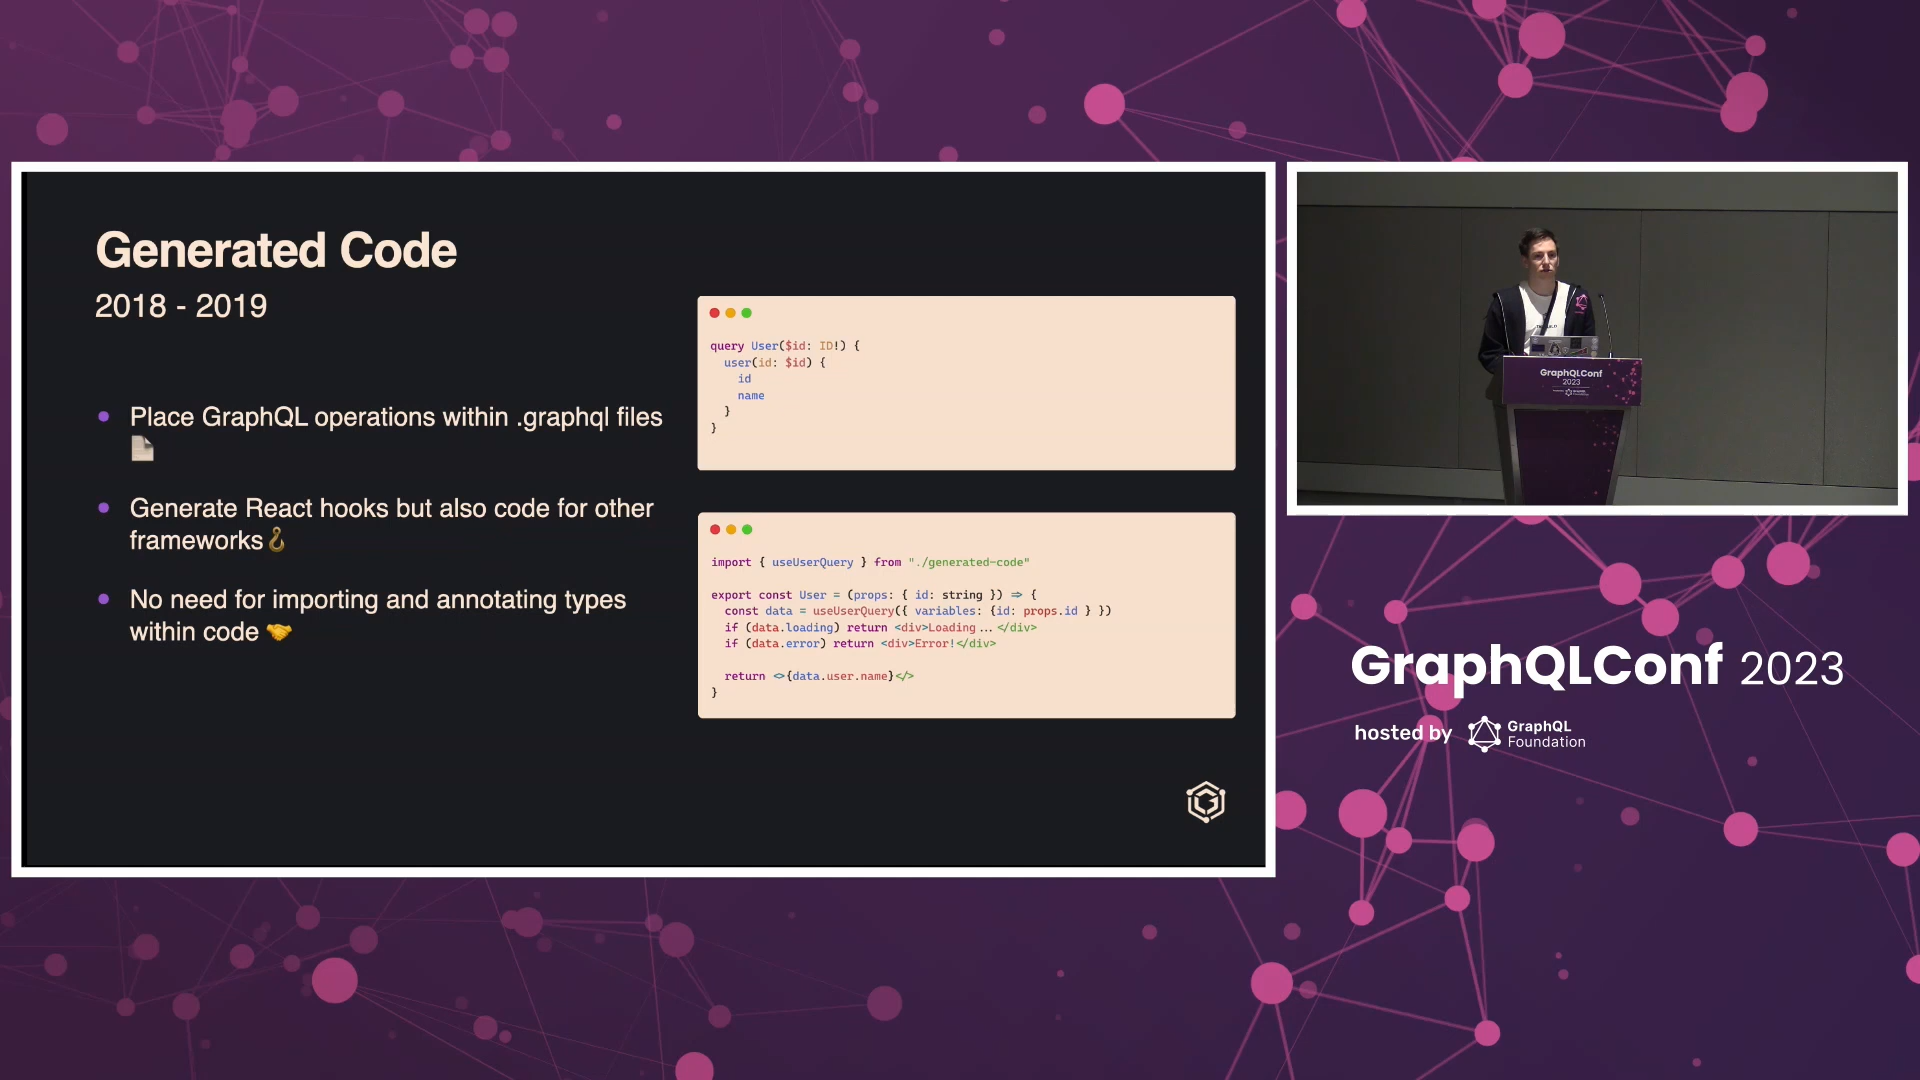 Generated Code
2018 - 2019
Place GraphQL operations within .graphql files
Generate React hooks but also code for other
frameworks
No need for importing and annotating types
within code
query User($id: ID!) {
user(id: $id) {
id
name
}
}
import { useUserQuery } from "./generated-code"
export const User = (props: { id: string }) => {
const data = useUserQuery({ variables: {id: props.id } })
if (data.loading) return <div>Loading...</div>
if (data.error) return <div>Error!</div>
return <>{data.user.name}</>
}
GraphQLConf
2023
GraphQLConf 2023
hosted by GraphQL
Foundation